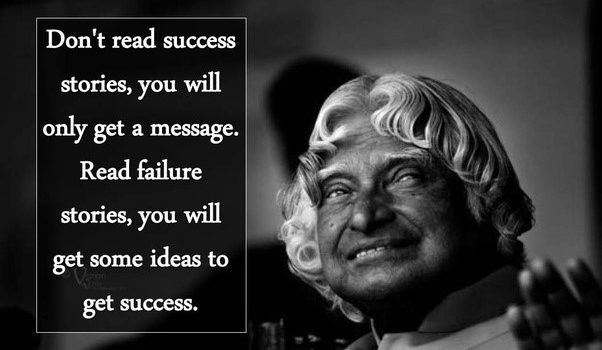 Don't read success
stories, you will
only get a message.
Read failure
stories, you will
get some ideas to
get success.